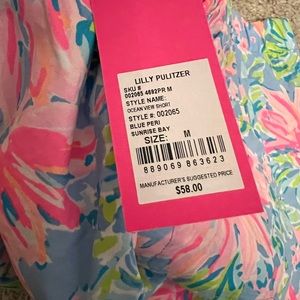 LILLY PULITZER
SKU #
002065 4692PR M
STYLE NAME:
OCEAN VIEW SHORT
STYLE #: 002065
BLUE PERI
SUNRISE BAY
SIZE: M
889069 863623
MANUFACTURER'S SUGGESTED PRICE
$58.00